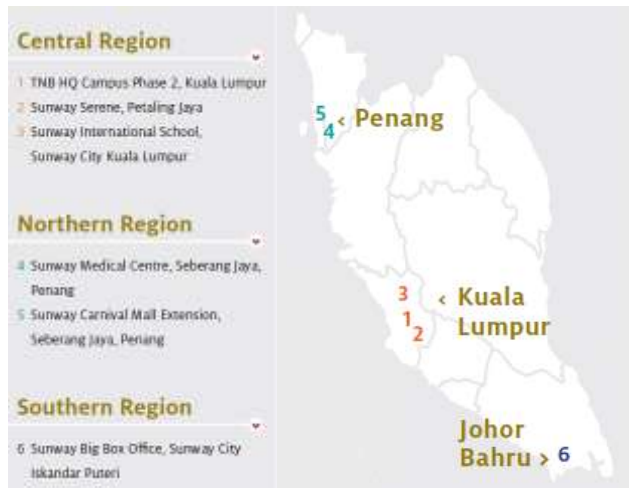 Central Region
1 TNB HQ Campus Phase 2, Kuala Lumpur
2 Sunway Serene, Petaling Jaya
3 Sunway International School,
Sunway City Kuala Lumpur
Northern Region
4 Sunway Medical Centre, Seberang Jaya,
Penang
5 Sunway Carnival Mall Extension,
Seberang Jaya, Penang
Southern Region
6 Sunway Big Box Office, Sunway City
Iskandar Puteri
5
4
< Penang
3
1
2
< Kuala
Lumpur
Johor
Bahru > 6